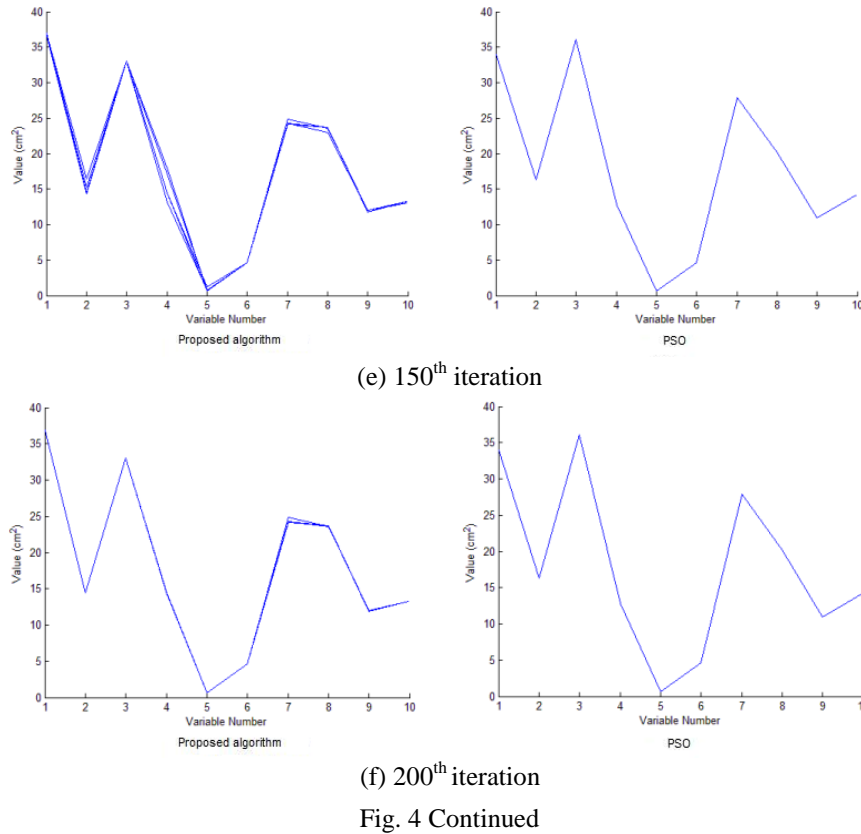 40
35
30
25
20
15
10
5
0
Value (cm²)
1 2 3 4 5 6 7 8 9 10
Variable Number
Proposed algorithm
40
35
30
25
20
15
10
5
0
Value (cm²)
1 2 3 4 5 6 7 8 9 10
Variable Number
PSO
(e) 150th iteration
40
35
30
25
20
15
10
5
0
Value (cm²)
1 2 3 4 5 6 7 8 9 10
Variable Number
Proposed algorithm
40
35
30
25
20
15
10
5
0
Value (cm²)
1 2 3 4 5 6 7 8 9 1
Variable Number
PSO
(f) 200th iteration
Fig. 4 Continued